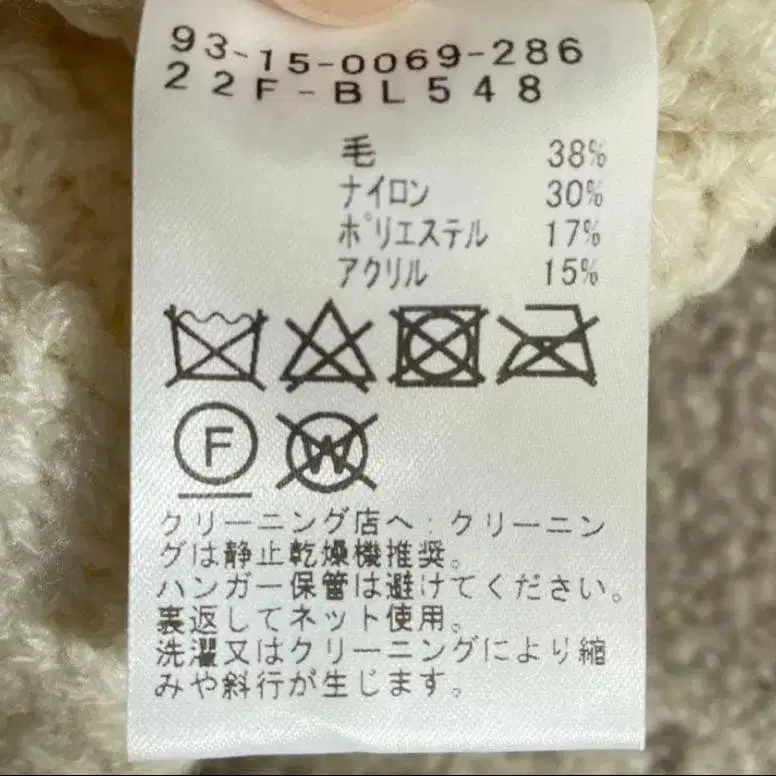 93-15-0069-286
22F-BL548
毛 38%
ナイロン 30%
ポリエステル 17%
アクリル 15%
F W
クリーニング店へ:クリーニン
グは静止乾燥機推奨。
ハンガー保管は避けてください。
裏返してネット使用。
洗濯又はクリーニングにより縮
みや斜行が生じます。